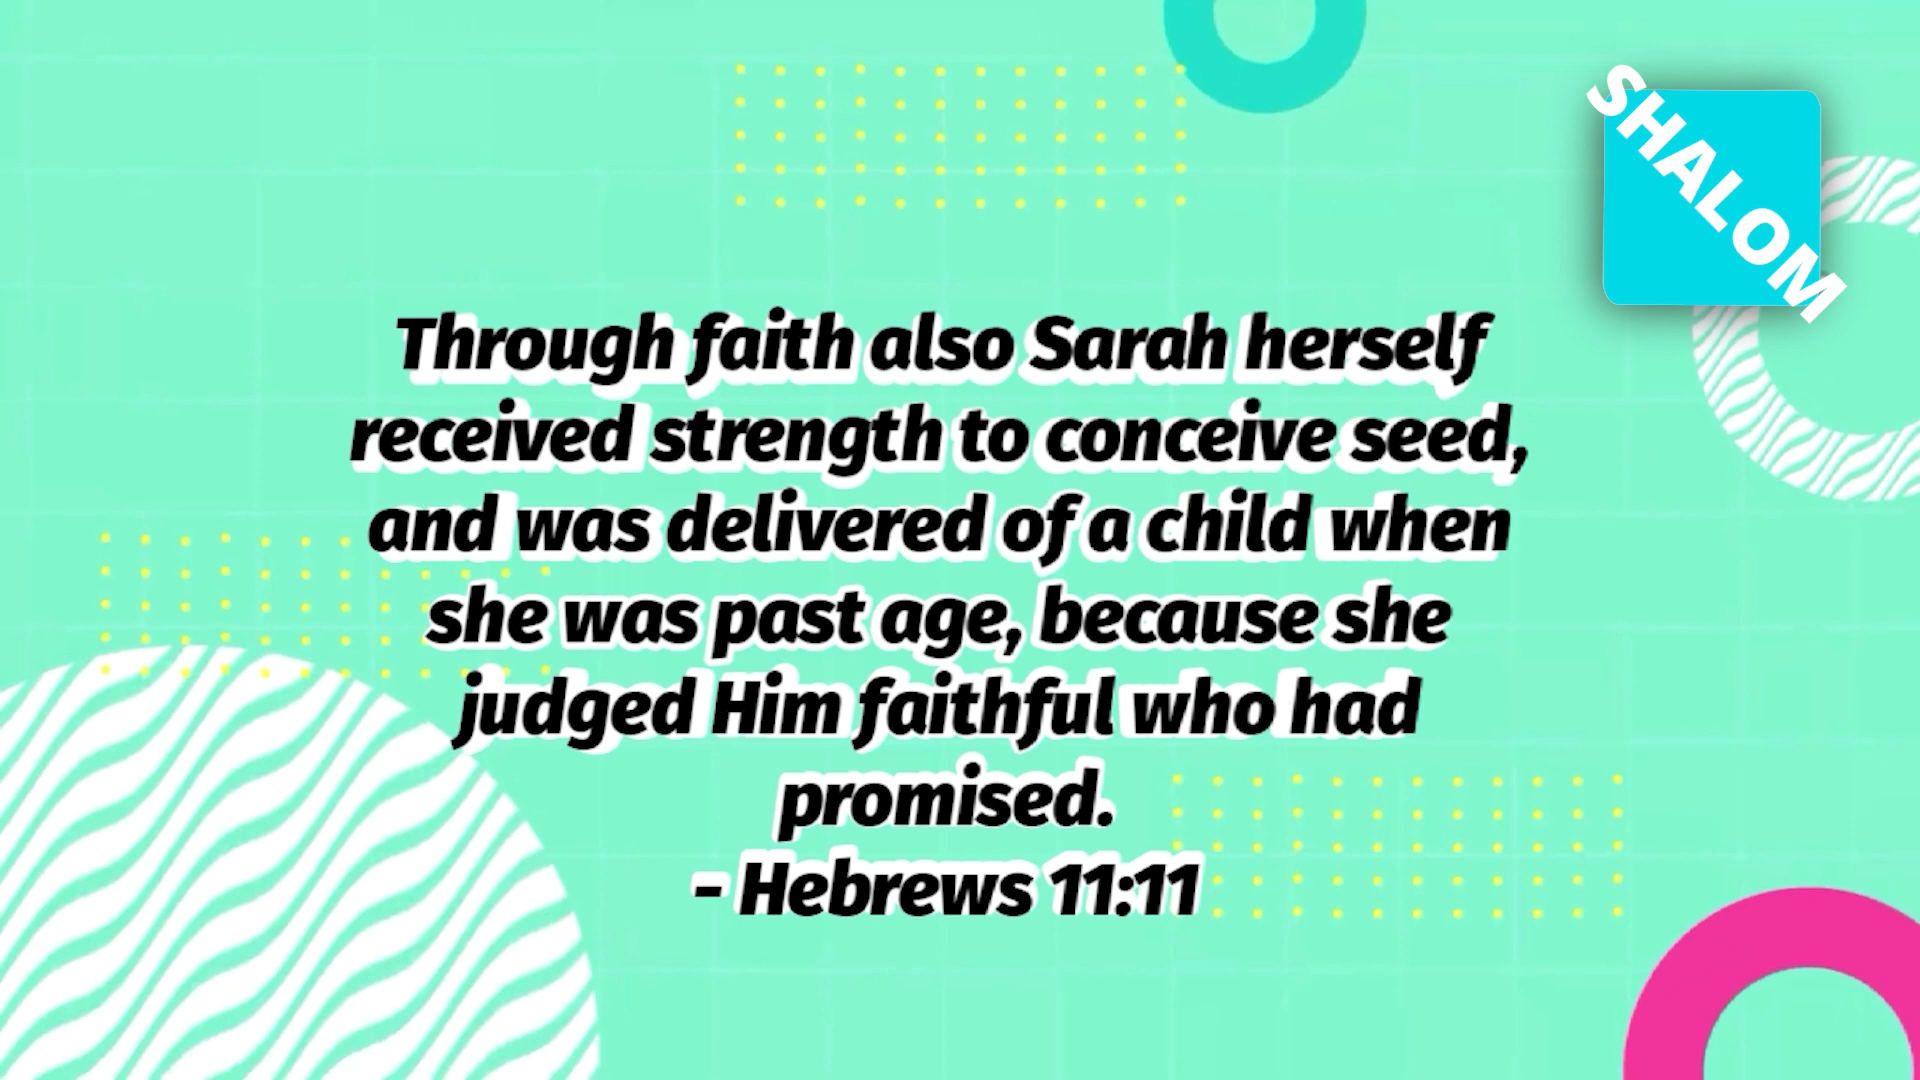 SHALOM
Through faith also Sarah herself
received strength to conceive seed,
and was delivered of a child when
she was past age, because she
judged Him faithful who had
promised.
- Hebrews 11:11